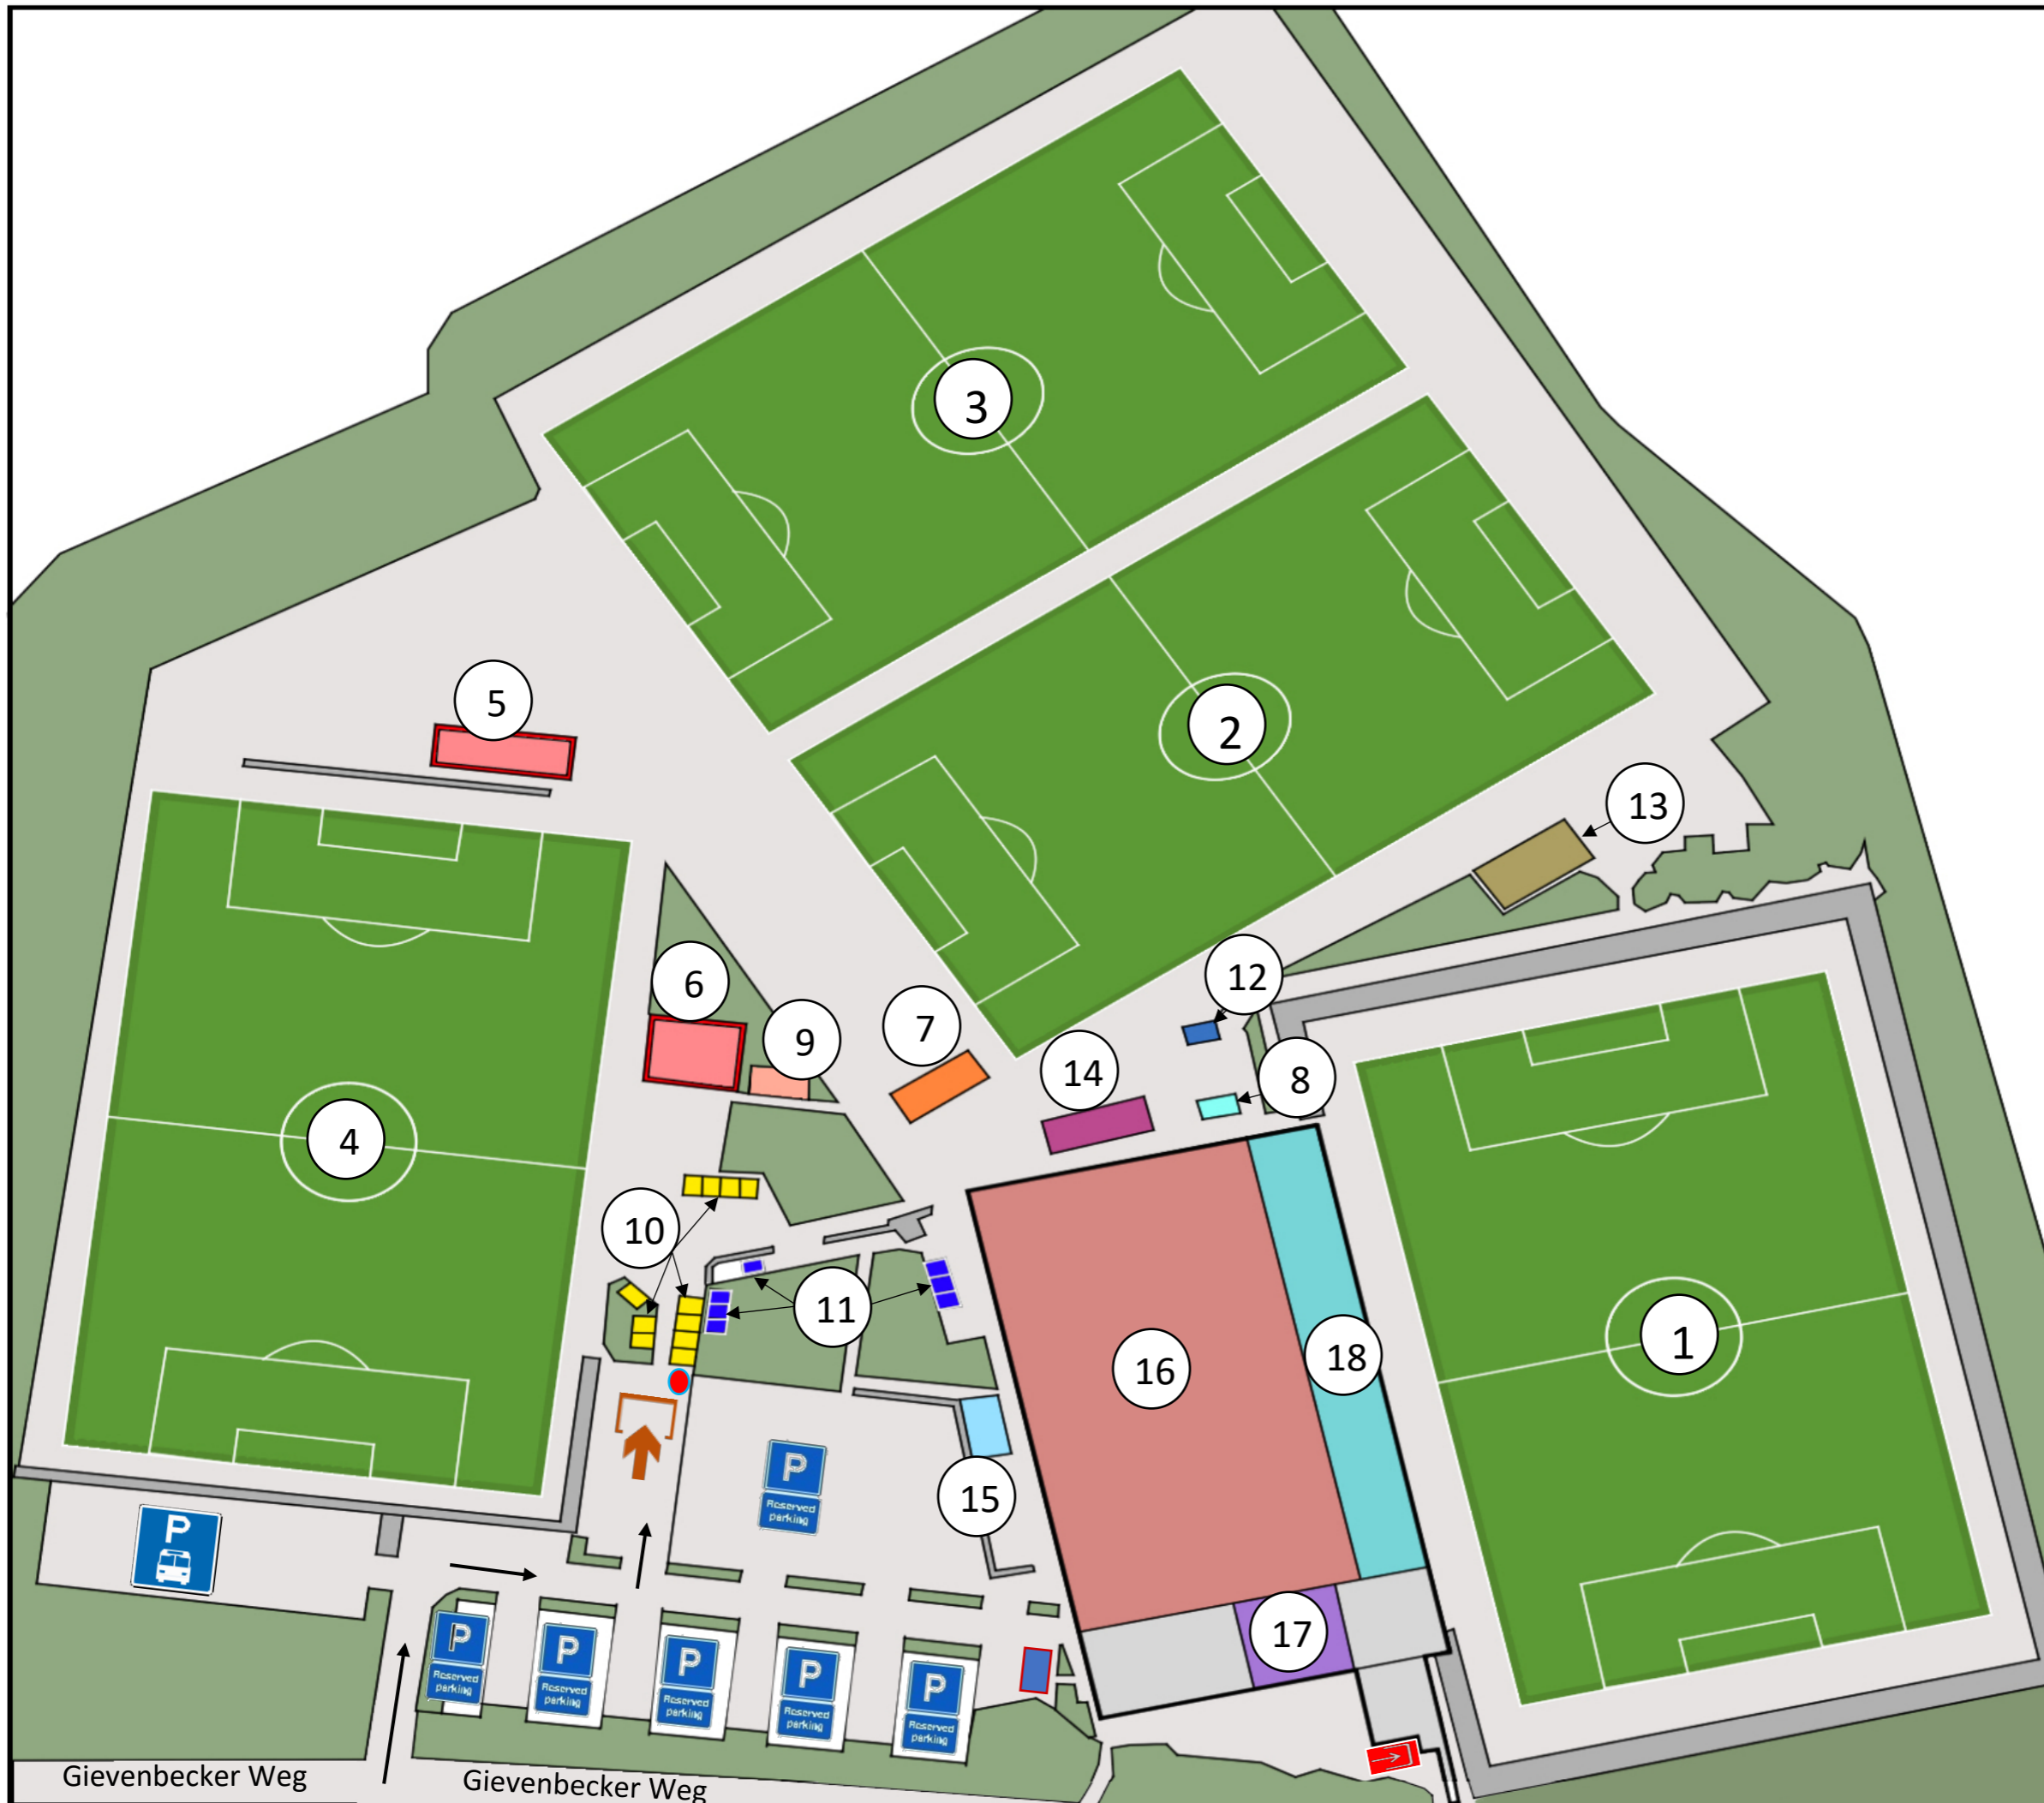 3
5
2
13
6
12
9
7
14
8
4
10
11
1
16
18
P
Reserved
parking
15
P
P
Reserved
parking
P
Reserved
parking
P
Reserved
parking
P
Reserved
parking
P
Reserved
parking
17
Gievenbecker Weg
Gievenbecker Weg